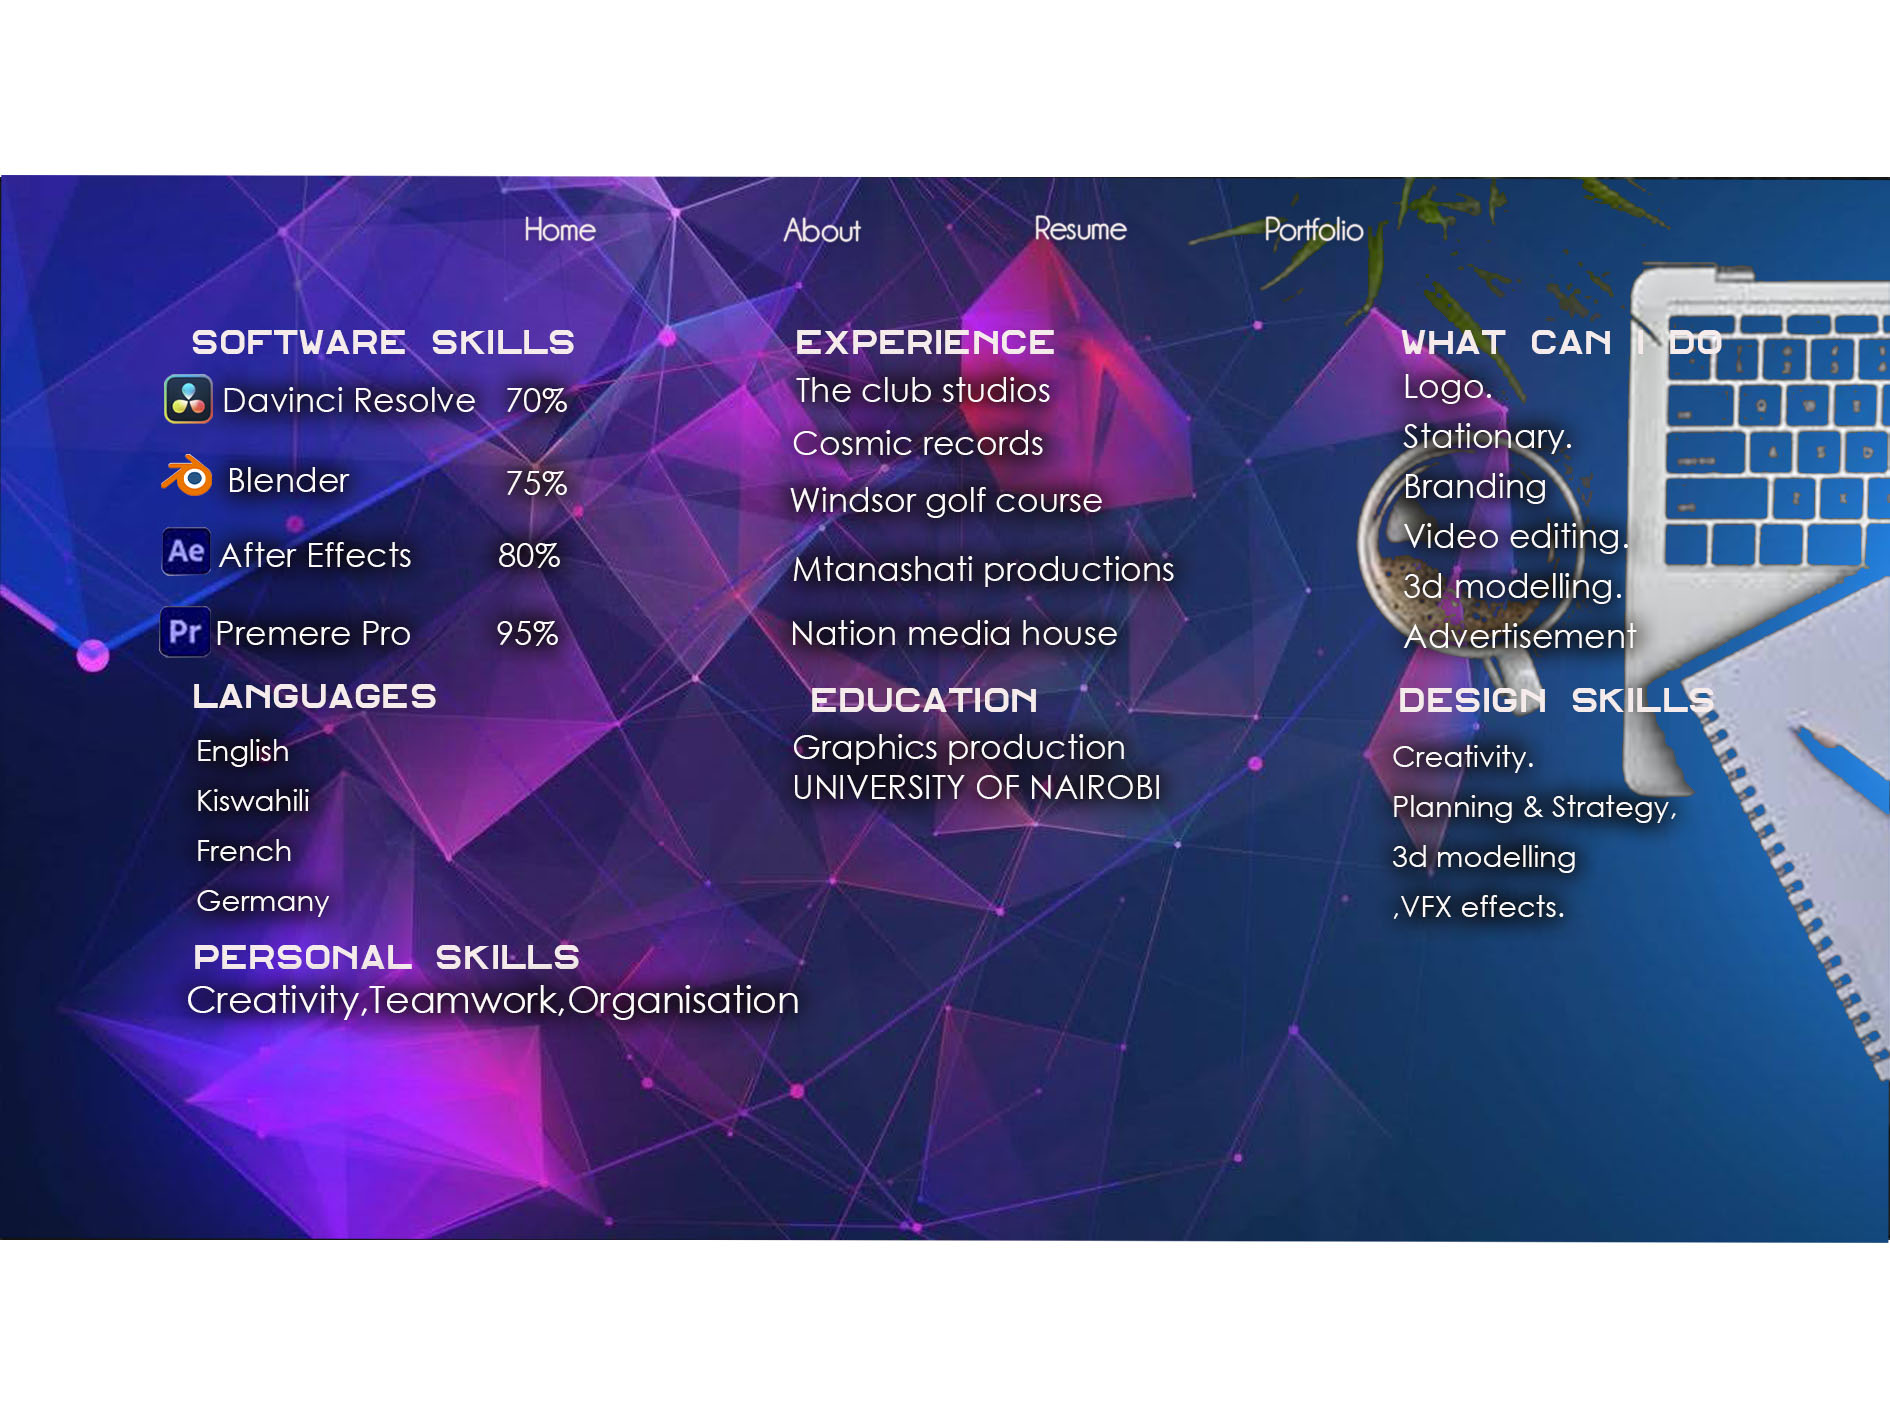 Home About Resume Portfolio
SOFTWARE SKILLS
Davinci Resolve 70%
Blender 75%
Ae After Effects 80%
Pr Premere Pro 95%
LANGUAGES
English
Kiswahili
French
Germany
PERSONAL SKILLS
Creativity,Teamwork,Organisation
EXPERIENCE
The club studios
Cosmic records
Windsor golf course
Mtanashati productions
Nation media house
EDUCATION
Graphics production
UNIVERSITY OF NAIROBI
WHAT CAN I DO
Logo.
Stationary.
Branding
Video editing.
3d modelling.
Advertisement
DESIGN SKILLS
Creativity.
Planning & Strategy,
3d modelling
,VFX effects.